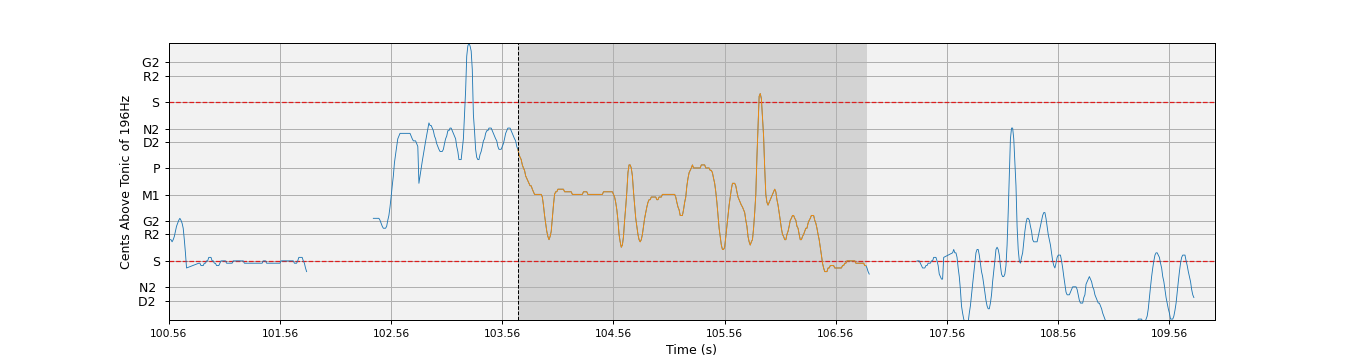 Cents Above Tonic of 196Hz
G2
R2
S
N2
D2
P
M1
G2
R2
S
N2
D2
100.56 101.56 102.56 103.56 104.56 105.56 106.56 107.56 108.56 109.56
Time (s)